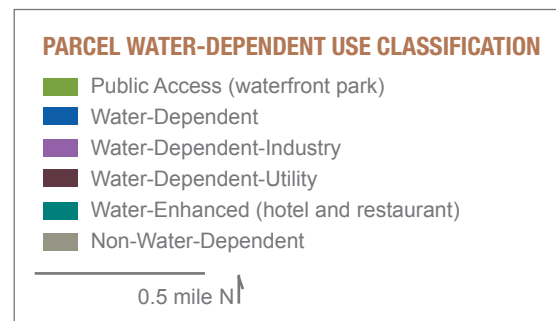 PARCEL WATER-DEPENDENT USE CLASSIFICATION
Public Access (waterfront park)
Water-Dependent
Water-Dependent-Industry
Water-Dependent-Utility
Water-Enhanced (hotel and restaurant)
Non-Water-Dependent
0.5 mile N